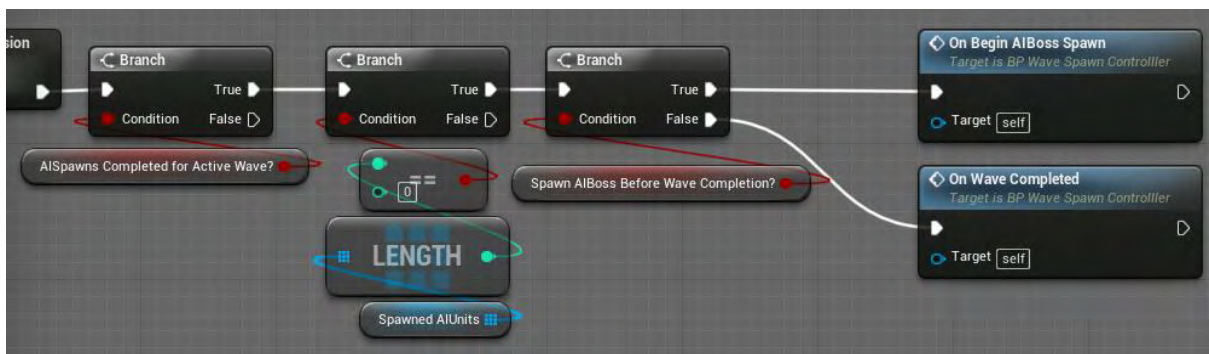 sion
Branch
True
Condition
False
AISpawns Completed for Active Wave?
Branch
True
Condition
False
==
0
LENGTH
Spawned AIUnits
Branch
True
Condition
False
Spawn AIBoss Before Wave Completion?
On Begin AIBoss Spawn
Target is BP Wave Spawn Controlller
Target self
On Wave Completed
Target is BP Wave Spawn Controlller
Target self